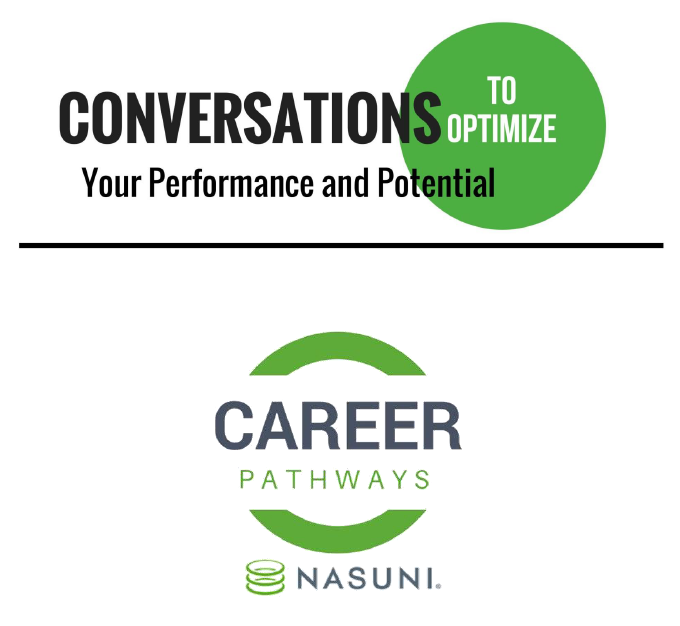 CONVERSATIONS TO OPTIMIZE
Your Performance and Potential
CAREER
PATHWAYS
NASUNI®